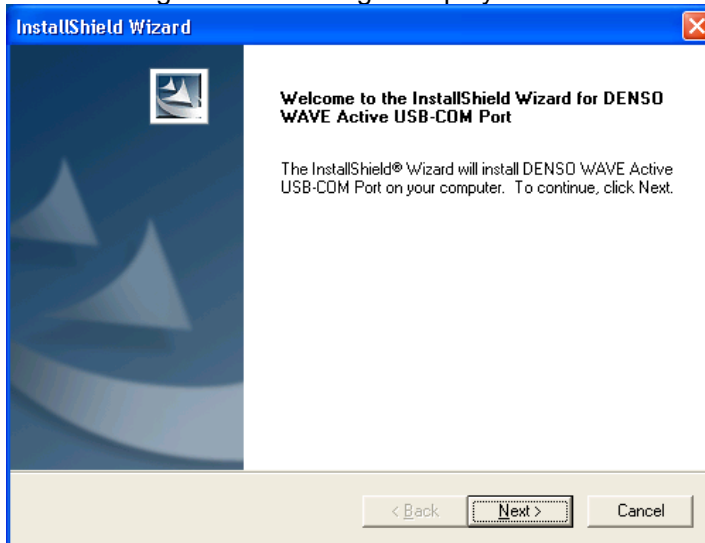 InstallShield Wizard
Welcome to the InstallShield Wizard for DENSO
WAVE Active USB-COM Port
The InstallShield® Wizard will install DENSO WAVE Active
USB-COM Port on your computer. To continue, click Next.
< Back
Next >
Cancel